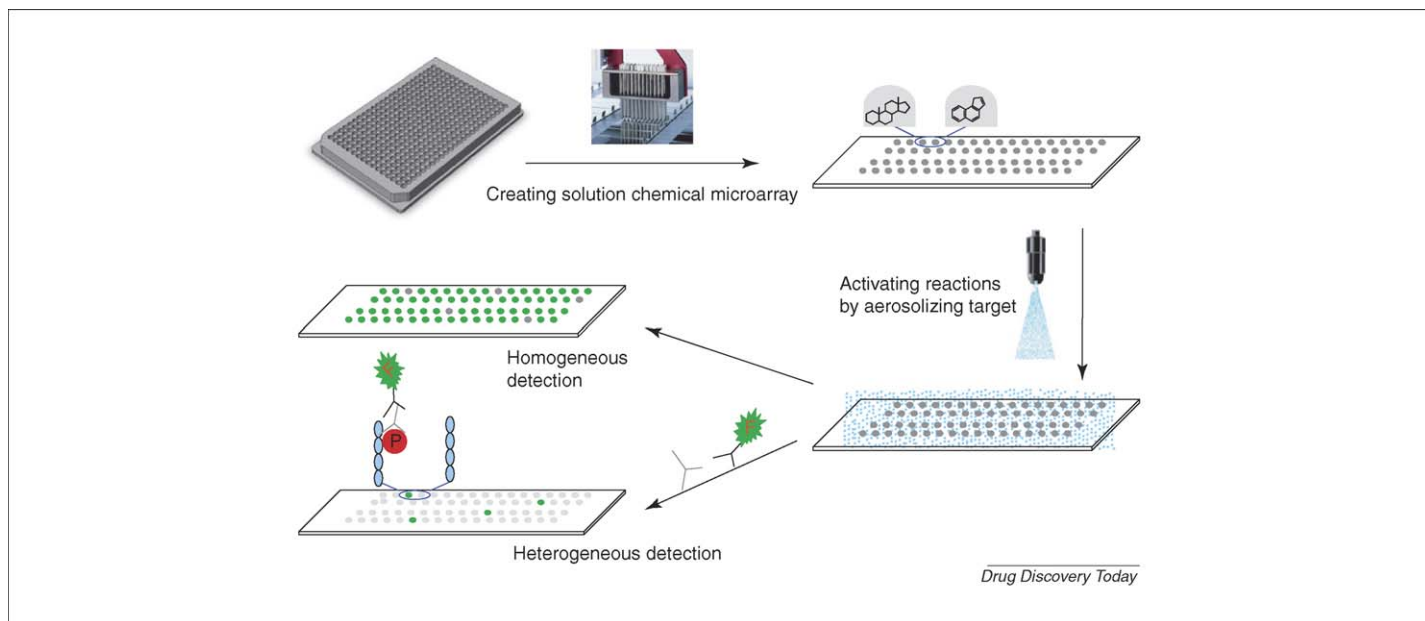 Creating solution chemical microarray
Activating reactions
by aerosolizing target
Homogeneous
detection
F
P
F
Heterogeneous detection
Drug Discovery Today